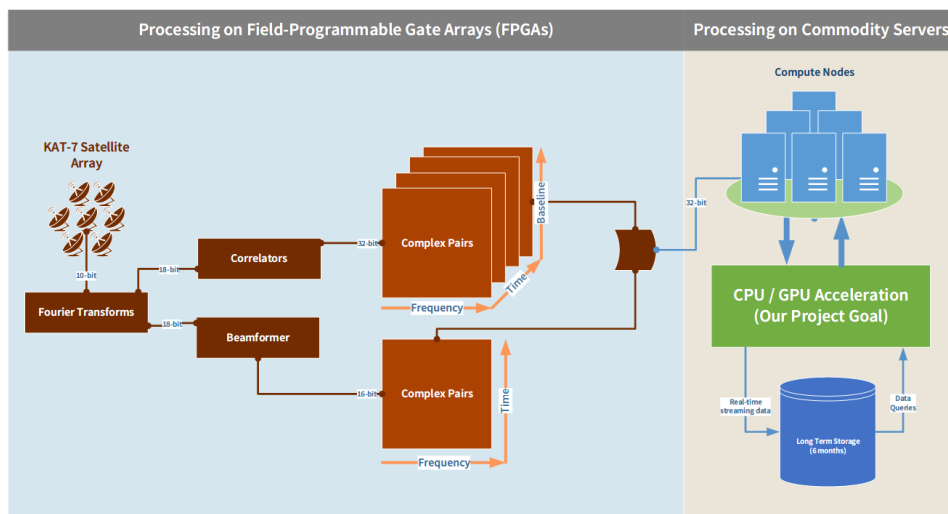 Processing on Field-Programmable Gate Arrays (FPGAs)
Processing on Commodity Servers
Compute Nodes
KAT-7 Satellite
Array
10-bit
Fourier Transforms
18-bit
18-bit
Correlators
Beamformer
32-bit
16-bit
Complex Pairs
Baseline
Time
Frequency
Complex Pairs
Time
Frequency
32-bit
CPU / GPU Acceleration
(Our Project Goal)
Real-time
streaming data
Data
Queries
Long Term Storage
(6 months)